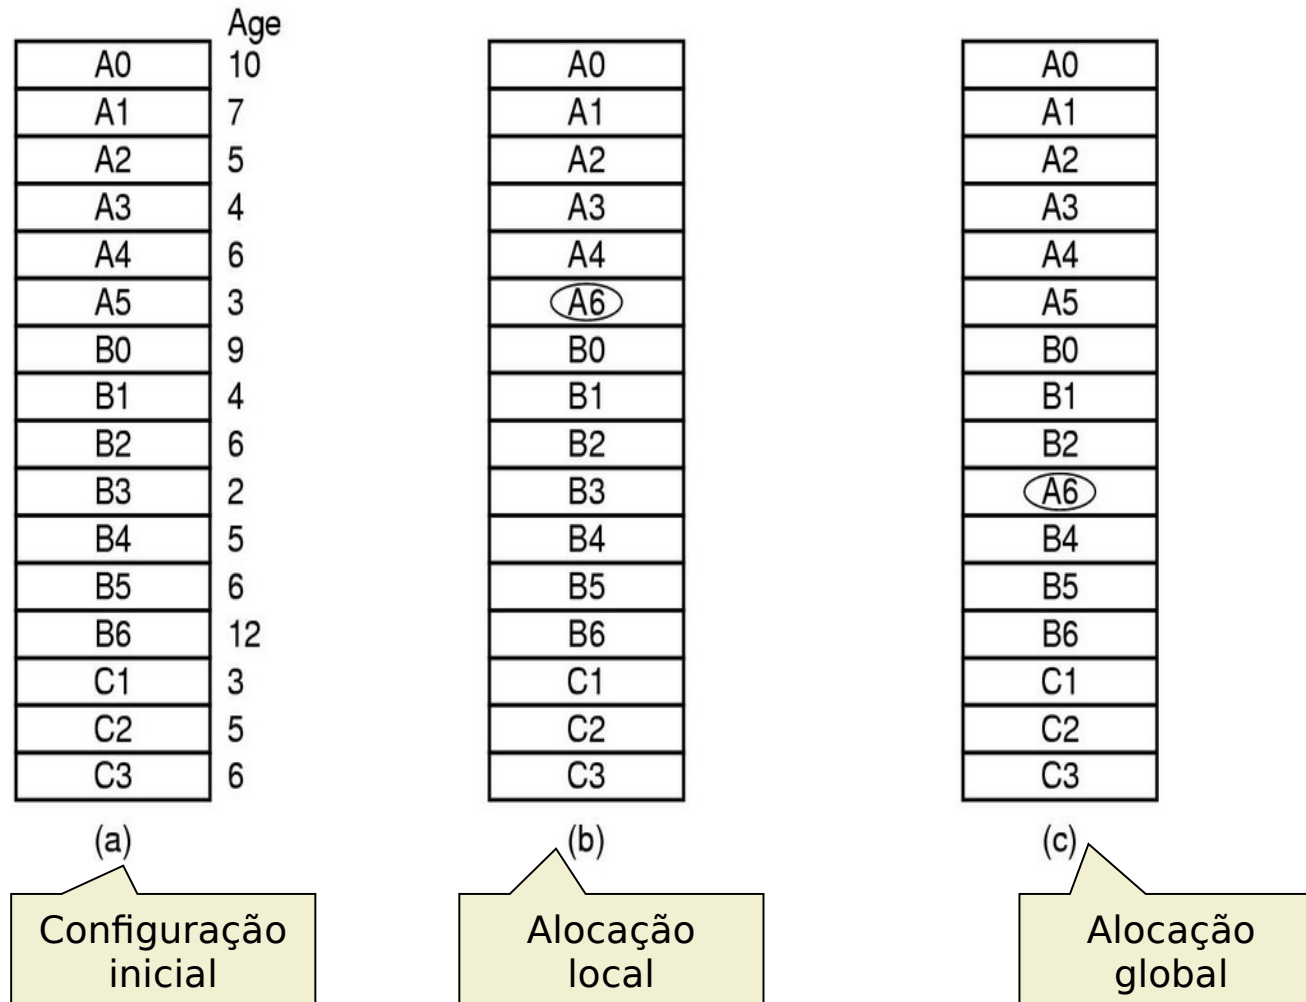 Age
A0 10 A0 A0
A1 7 A1 A1
A2 5 A2 A2
A3 4 A3 A3
A4 6 A4 A4
A5 3 A6 A5
B0 9 B0 B0
B1 4 B1 B1
B2 6 B2 B2
B3 2 B3 A6
B4 5 B4 B4
B5 6 B5 B5
B6 12 B6 B6
C1 3 C1 C1
C2 5 C2 C2
C3 6 C3 C3
(a) (b) (c)
Configuração
inicial
Alocação
local
Alocação
global